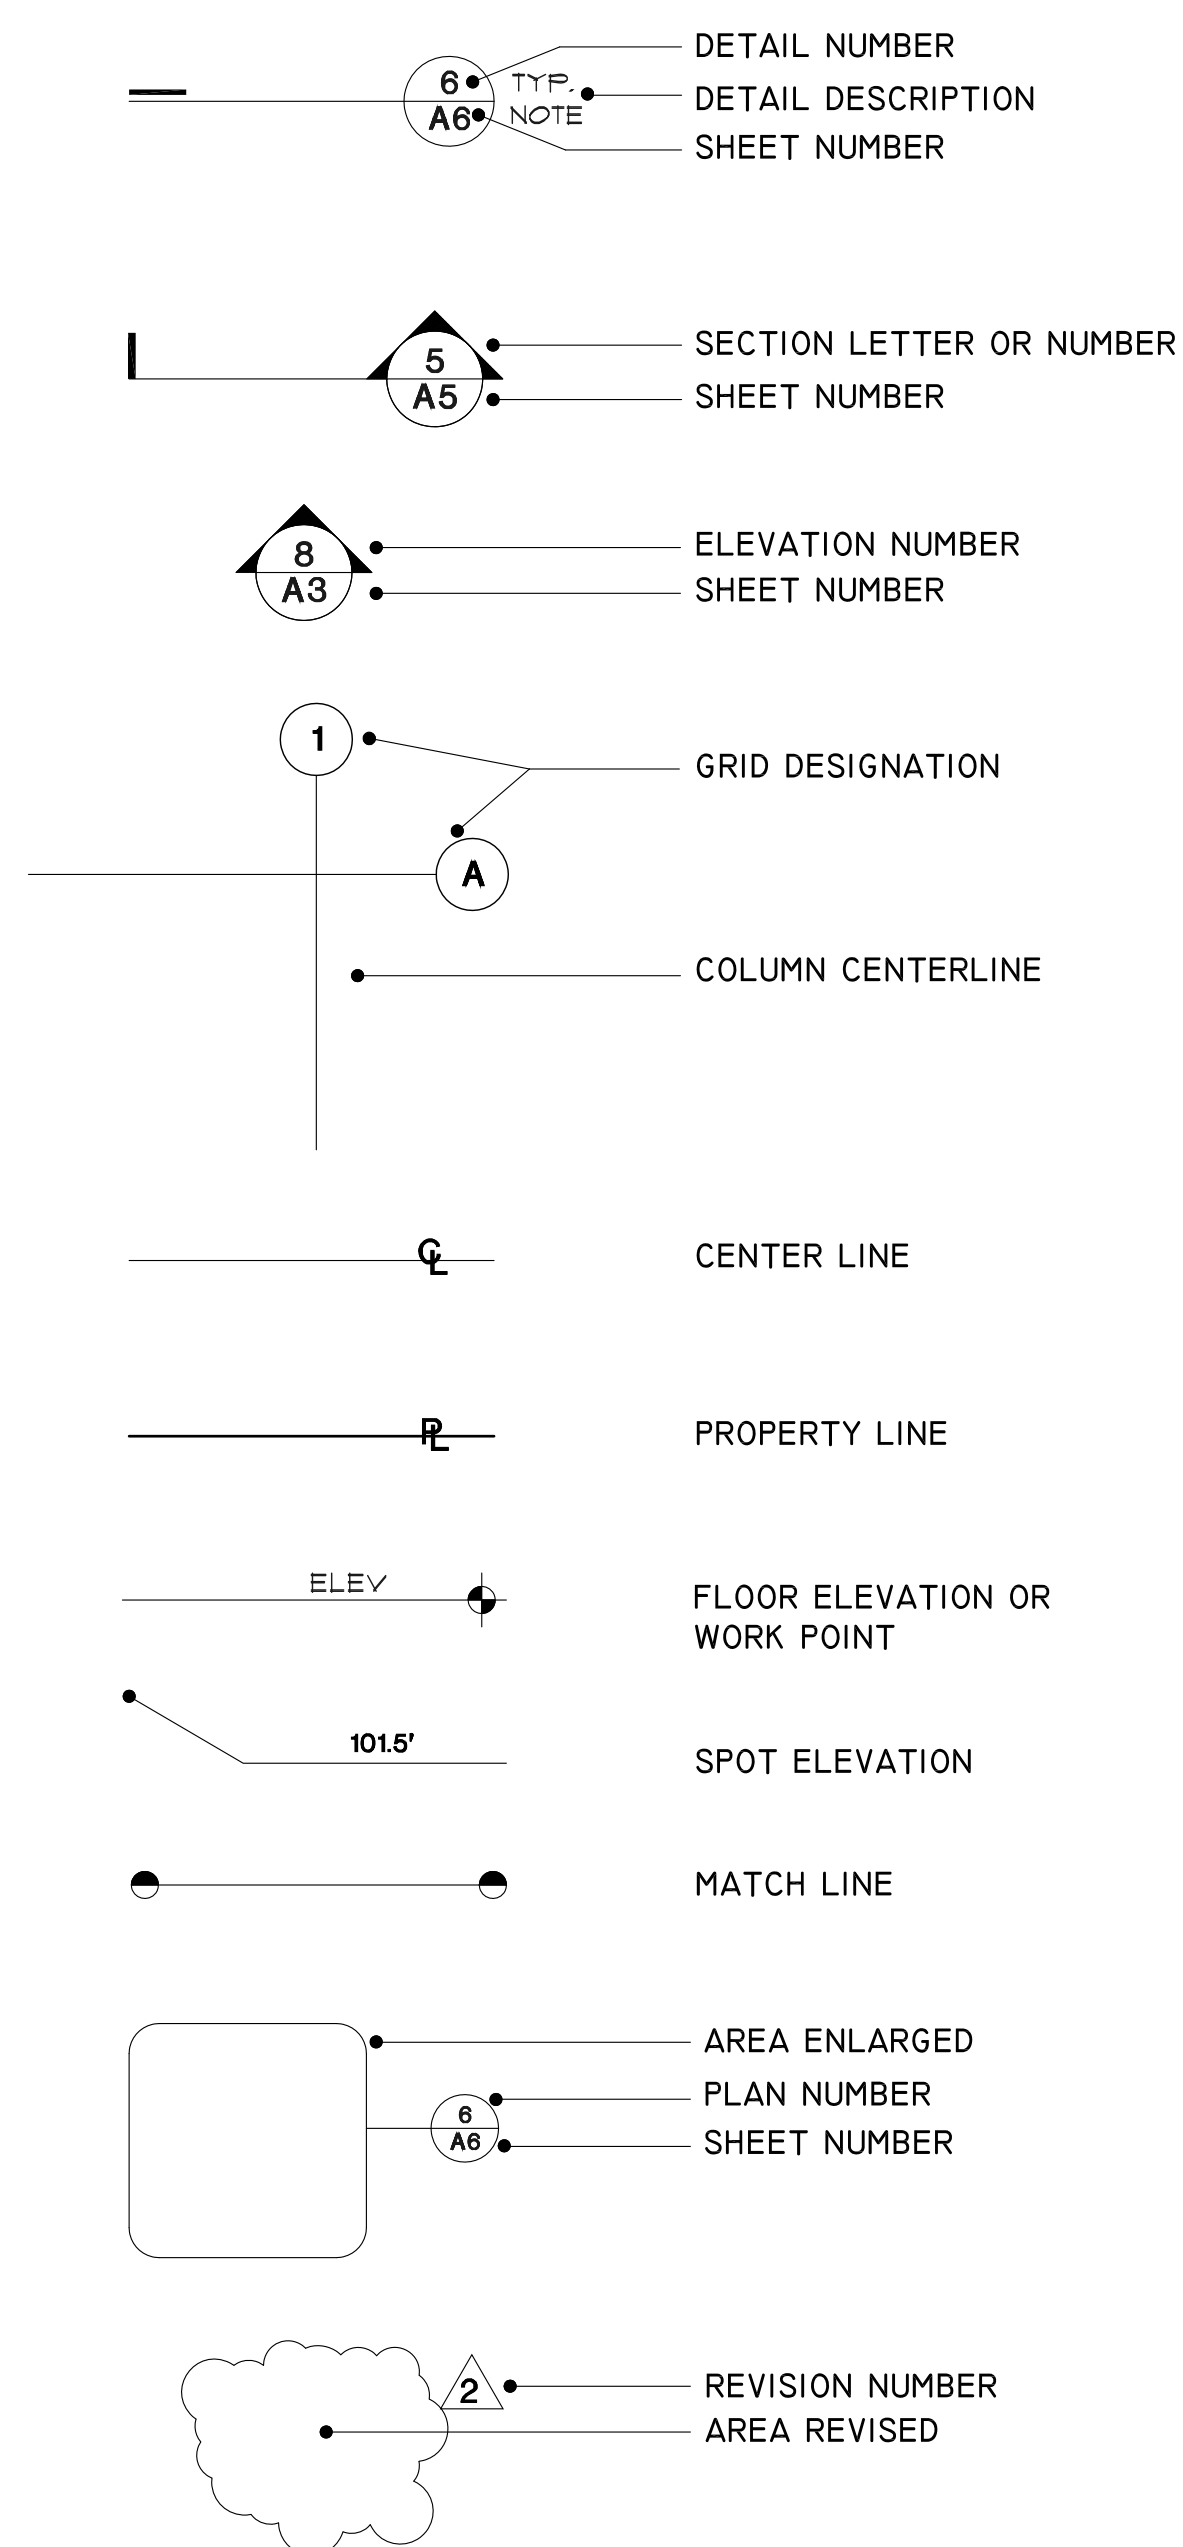 DETAIL NUMBER
6 TYP.
DETAIL DESCRIPTION
A6 NOTE
SHEET NUMBER
SECTION LETTER OR NUMBER
5
A5
SHEET NUMBER
ELEVATION NUMBER
8
A3
SHEET NUMBER
1
GRID DESIGNATION
A
COLUMN CENTERLINE
CL
CENTER LINE
PL
PROPERTY LINE
ELEV
FLOOR ELEVATION OR
WORK POINT
101.5'
SPOT ELEVATION
MATCH LINE
AREA ENLARGED
PLAN NUMBER
6
A6
SHEET NUMBER
2
REVISION NUMBER
AREA REVISED